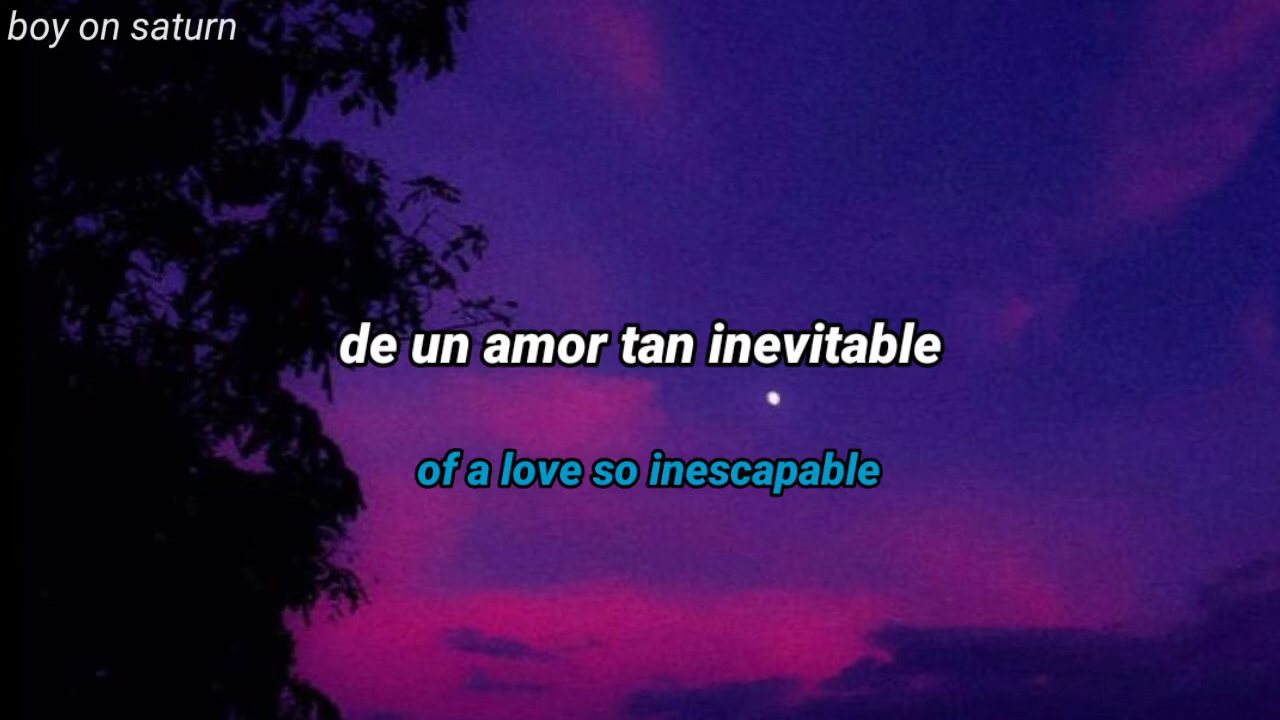 boy on saturn
de un amor tan inevitable
of a love so inescapable